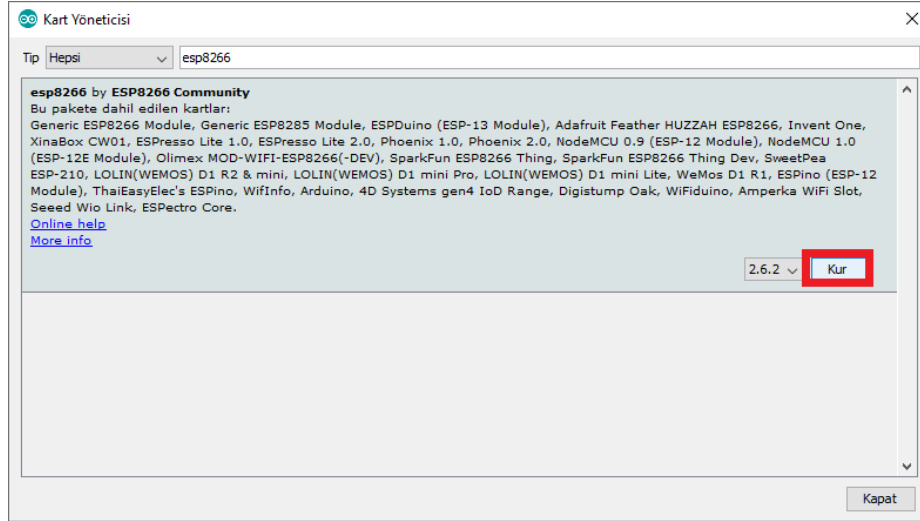 Kart Yöneticisi
Tip Hepsi esp8266
esp8266 by ESP8266 Community
Bu pakete dahil edilen kartlar:
Generic ESP8266 Module, Generic ESP8285 Module, ESPDuino (ESP-13 Module), Adafruit Feather HUZZAH ESP8266, Invent One,
XinaBox CW01, ESPresso Lite 1.0, ESPresso Lite 2.0, Phoenix 1.0, Phoenix 2.0, NodeMCU 0.9 (ESP-12 Module), NodeMCU 1.0
(ESP-12E Module), Olimex MOD-WIFI-ESP8266(-DEV), SparkFun ESP8266 Thing, SparkFun ESP8266 Thing Dev, SweetPea
ESP-210, LOLIN(WEMOS) D1 R2 & mini, LOLIN(WEMOS) D1 mini Pro, LOLIN(WEMOS) D1 mini Lite, WeMos D1 R1, ESPino (ESP-12
Module), ThaiEasyElec's ESPino, WifInfo, Arduino, 4D Systems gen4 IoD Range, Digistump Oak, WiFiduino, Amperka WiFi Slot,
Seeed Wio Link, ESPectro Core.
Online help
More info
2.6.2 Kur
Kapat